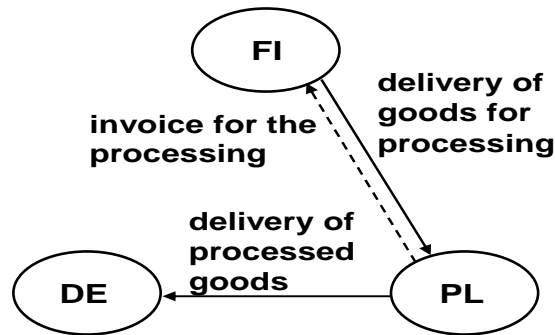 FI
delivery of
goods for
processing
invoice for the
processing
delivery of
processed
goods
DE
PL